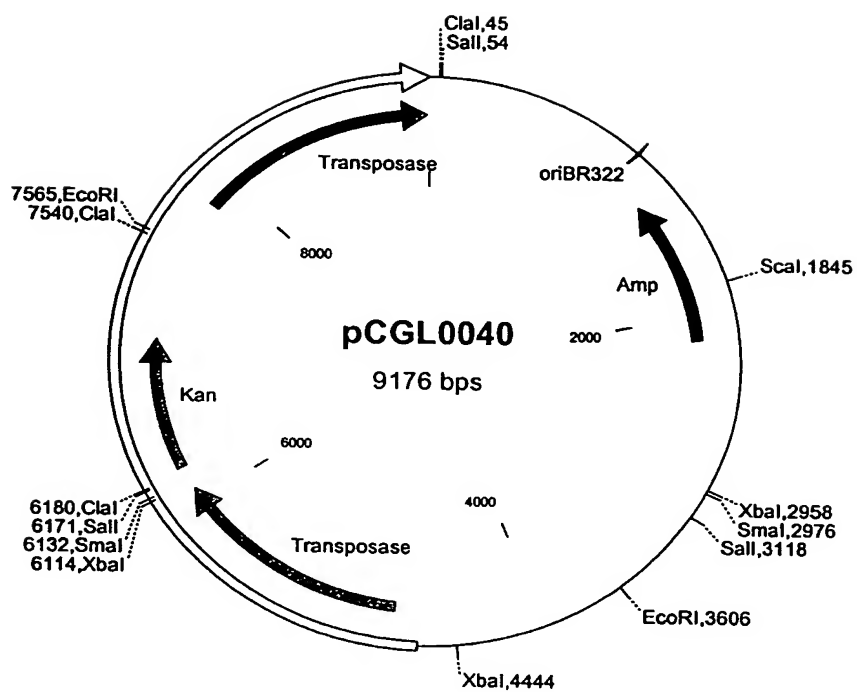 ClaI,45
SalI,54
Transposase
oriBR322
7565,EcoRI
7540,ClaI
8000
ScaI,1845
Amp
pCGL0040
2000
9176 bps
Kan
6000
4000
6180,ClaI
6171,SalI
6132,SmaI
6114,XbaI
XbaI,2958
SmaI,2976
SalI,3118
Transposase
EcoRI,3606
XbaI,4444